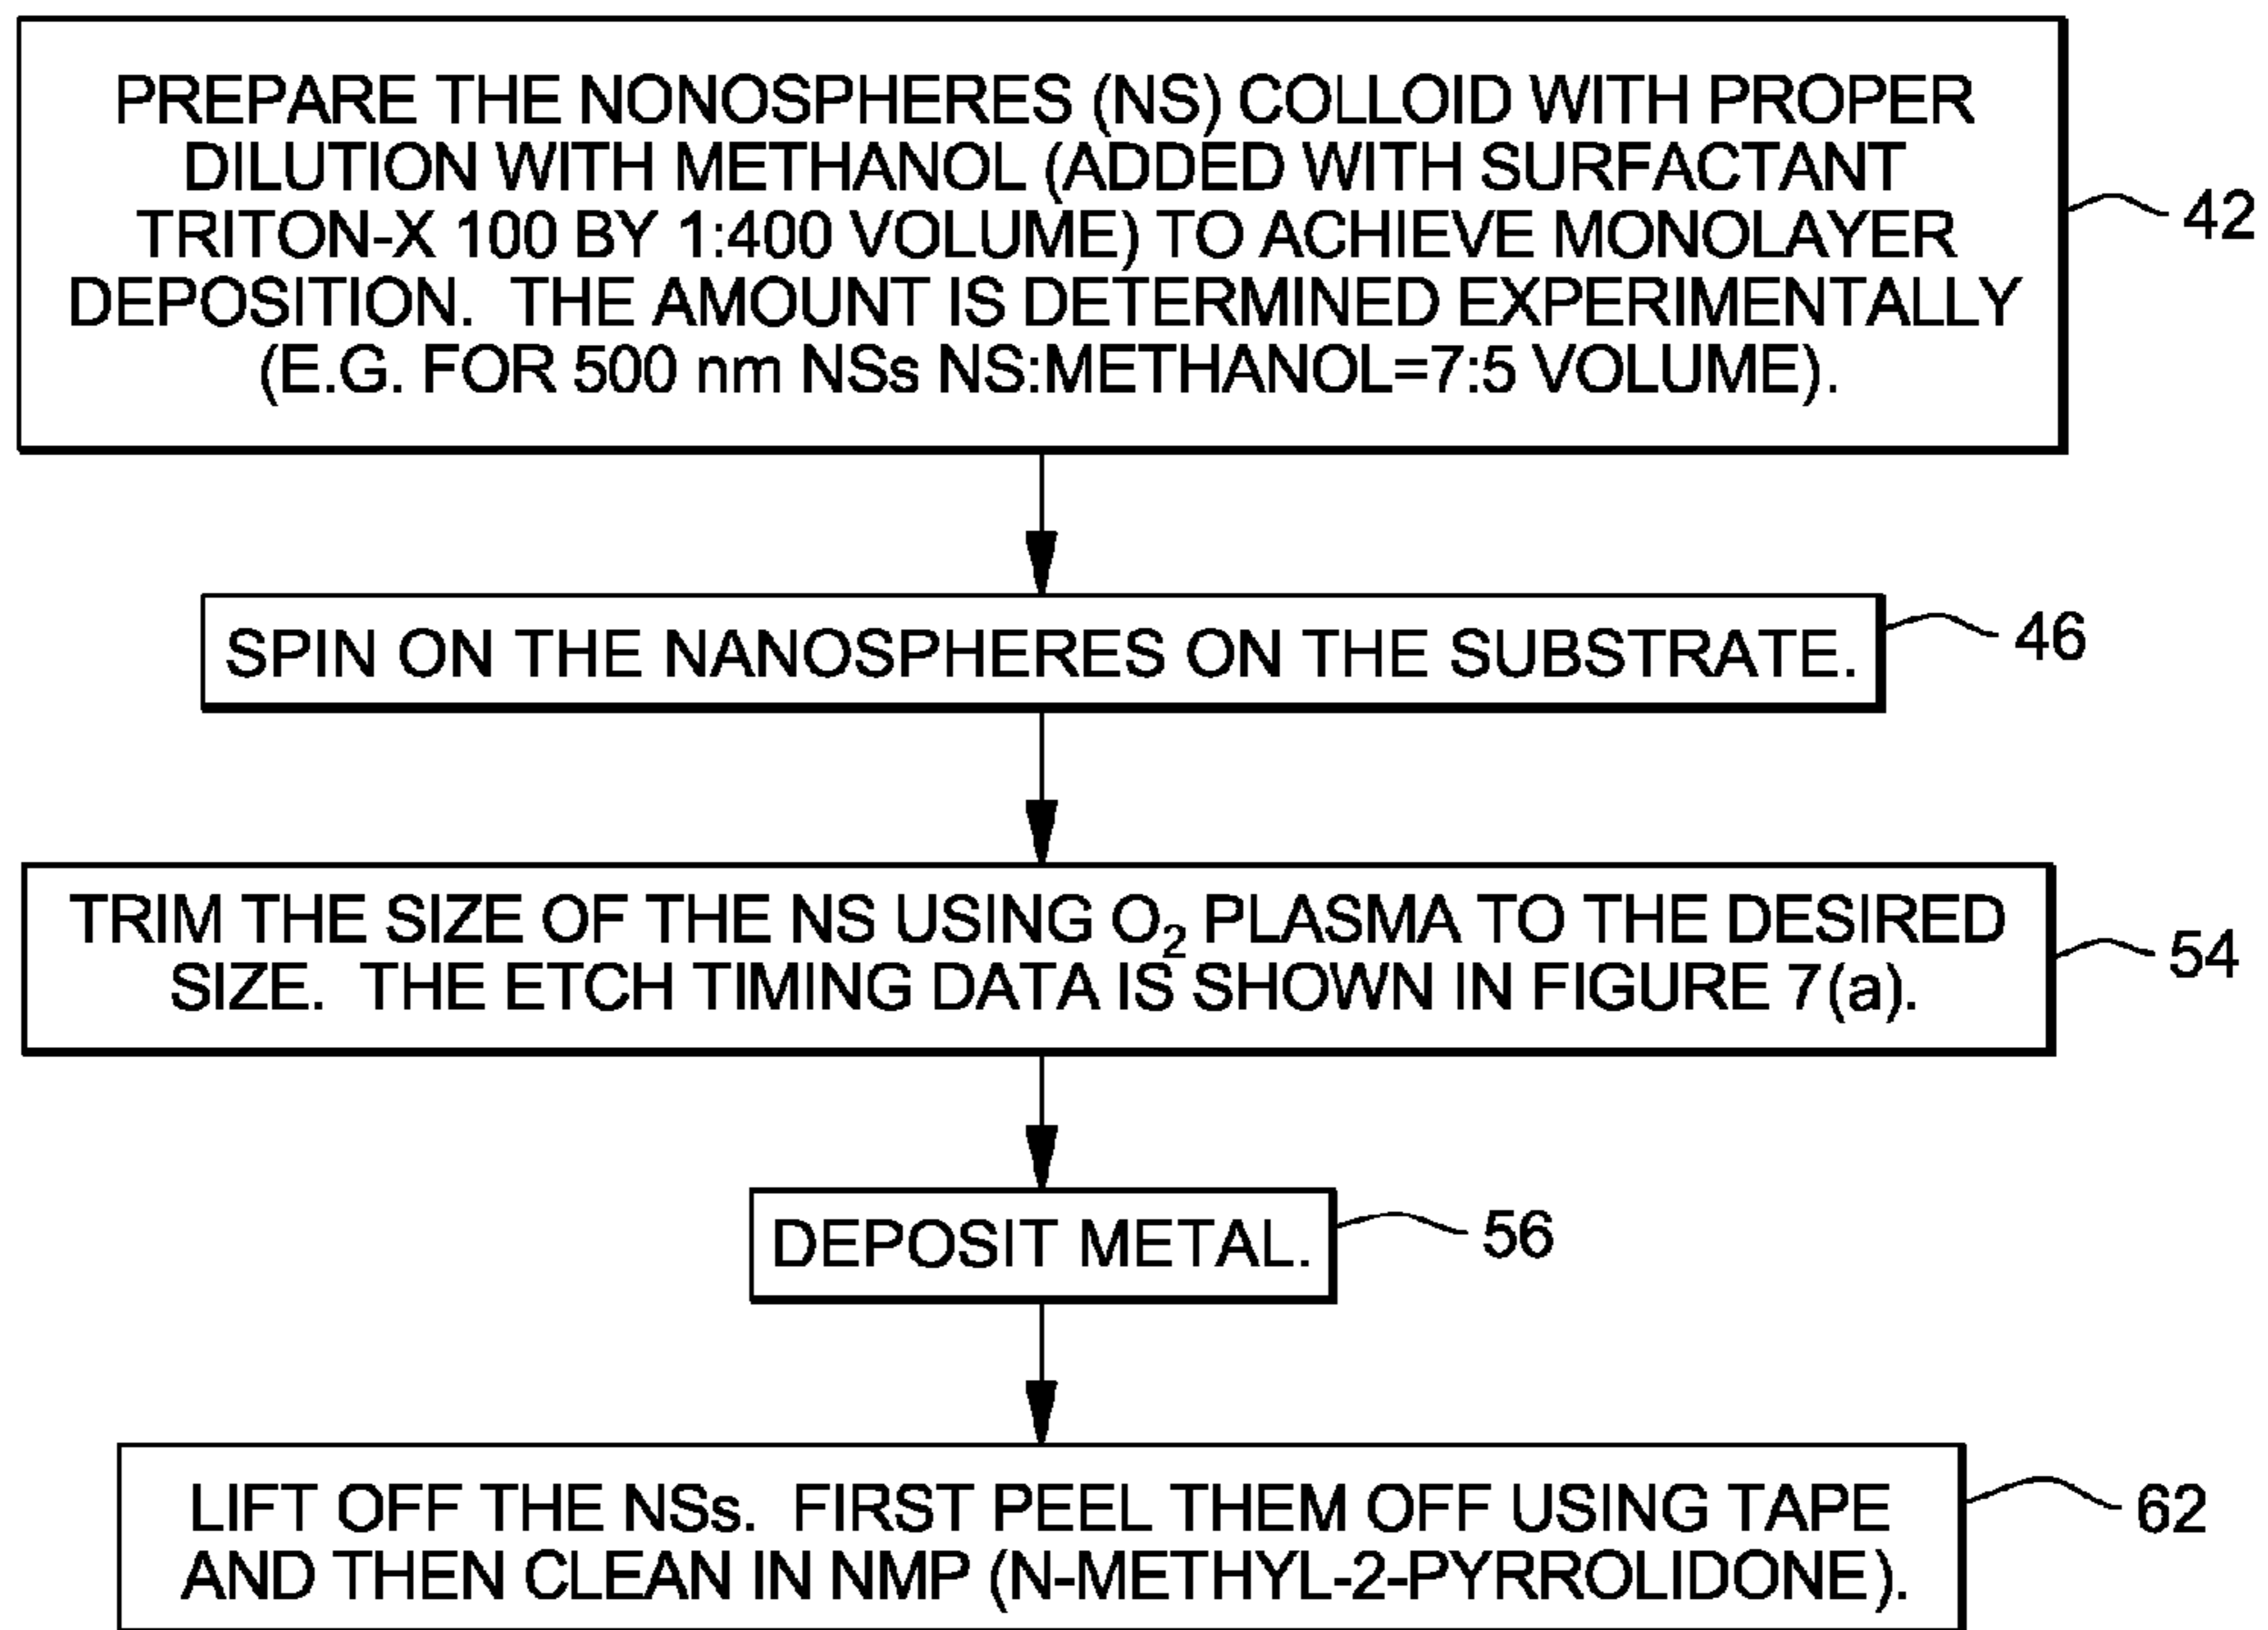 PREPARE THE NONOSPHERES (NS) COLLOID WITH PROPER
DILUTION WITH METHANOL (ADDED WITH SURFACTANT
TRITON-X 100 BY 1:400 VOLUME) TO ACHIEVE MONOLAYER
DEPOSITION. THE AMOUNT IS DETERMINED EXPERIMENTALLY
(E.G. FOR 500 nm NSs NS:METHANOL=7:5 VOLUME).
42
SPIN ON THE NANOSPHERES ON THE SUBSTRATE.
46
TRIM THE SIZE OF THE NS USING O₂ PLASMA TO THE DESIRED
SIZE. THE ETCH TIMING DATA IS SHOWN IN FIGURE 7(a).
54
DEPOSIT METAL.
56
LIFT OFF THE NSs. FIRST PEEL THEM OFF USING TAPE
AND THEN CLEAN IN NMP (N-METHYL-2-PYRROLIDONE).
62